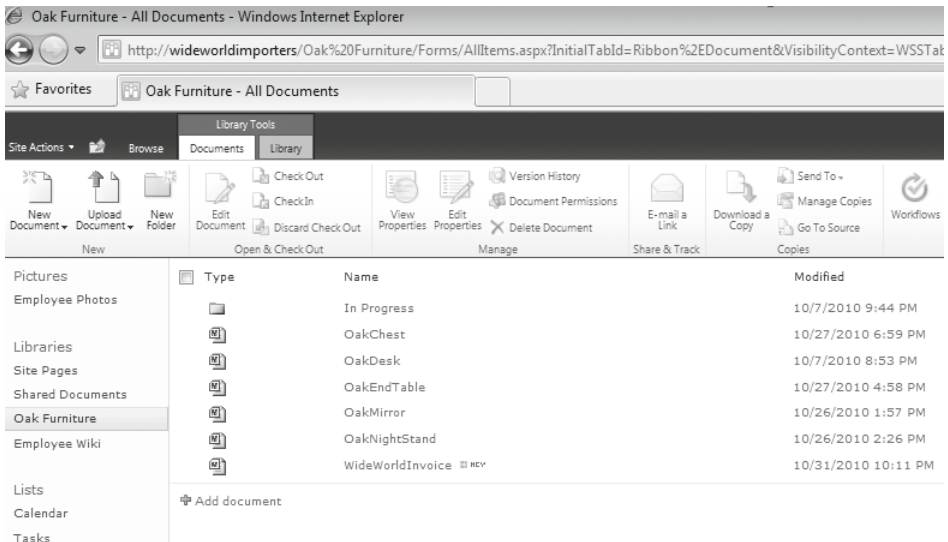 Oak Furniture - All Documents - Windows Internet Explorer
http://wideworldimporters/Oak%20Furniture/Forms/AllItems.aspx?InitialTabId=Ribbon%2EDocument&VisibilityContext=WSSTab
Favorites Oak Furniture - All Documents
Library Tools
Site Actions Browse Documents Library
New Document Upload Document New Folder
New
Edit Document Check Out CheckIn Discard Check Out
Open & Check Out
View Properties Edit Properties Version History Document Permissions Delete Document
Manage
E-mail a Link
Share & Track
Download a Copy Send To Manage Copies Go To Source
Copies
Workflows
Pictures
Employee Photos
Libraries
Site Pages
Shared Documents
Oak Furniture
Employee Wiki
Lists
Calendar
Tasks
Type Name Modified
In Progress 10/7/2010 9:44 PM
OakChest 10/27/2010 6:59 PM
OakDesk 10/7/2010 8:53 PM
OakEndTable 10/27/2010 4:58 PM
OakMirror 10/26/2010 1:57 PM
OakNightStand 10/26/2010 2:26 PM
WideWorldInvoice NEW 10/31/2010 10:11 PM
Add document